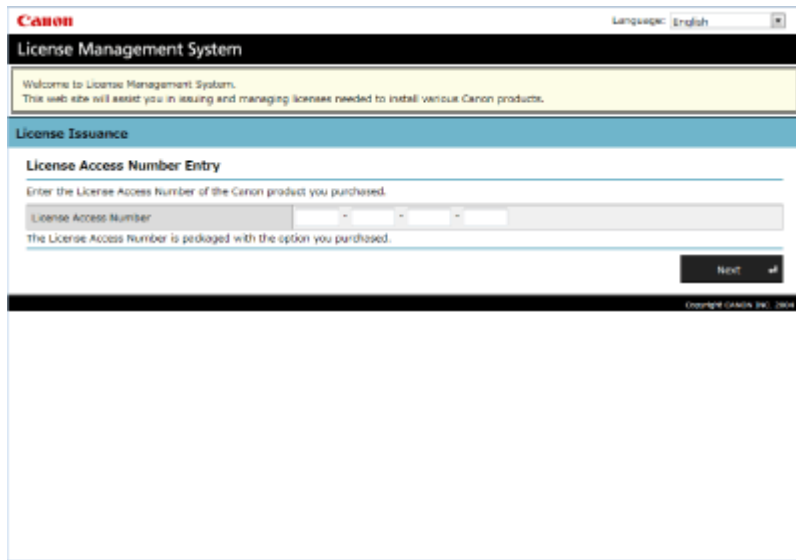 Canon
Language: English
License Management System
Welcome to License Management System.
This web site will assist you in issuing and managing licenses needed to install various Canon products.
License Issuance
License Access Number Entry
Enter the License Access Number of the Canon product you purchased.
License Access Number - - -
The License Access Number is packaged with the option you purchased.
Next
Copyright CANON INC. 2004